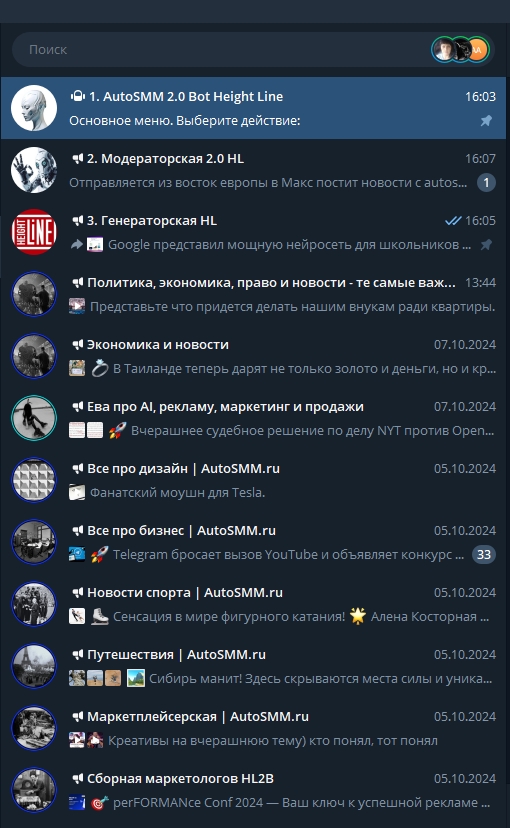 Поиск
AA
1. AutoSMM 2.0 Bot Height Line 16:03
Основное меню. Выберите действие:
2. Модераторская 2.0 HL 16:07
Отправляется из восток европы в Макс постит новости с autos... 1
HEIGHT LINE
3. Генераторская HL 16:05
Google представил мощную нейросеть для школьников ...
Политика, экономика, право и новости - те самые важ... 13:44
Представьте что придется делать нашим внукам ради квартиры.
Экономика и новости 07.10.2024
В Таиланде теперь дарят не только золото и деньги, но и кр...
Ева про AI, рекламу, маркетинг и продажи 07.10.2024
Вчерашнее судебное решение по делу NYT против Open...
Все про дизайн | AutoSMM.ru 05.10.2024
Фанатский моушн для Tesla.
Все про бизнес | AutoSMM.ru 05.10.2024
Telegram бросает вызов YouTube и объявляет конкурс ... 33
Новости спорта | AutoSMM.ru 05.10.2024
Сенсация в мире фигурного катания! Алена Косторная ...
Путешествия | AutoSMM.ru 05.10.2024
Сибирь манит! Здесь скрываются места силы и уника...
Маркетплейсерская | AutoSMM.ru 05.10.2024
Креативы на вчерашнюю тему) кто понял, тот понял
Сборная маркетологов HL2B 05.10.2024
perFORMANce Conf 2024 — Ваш ключ к успешной рекламе ...